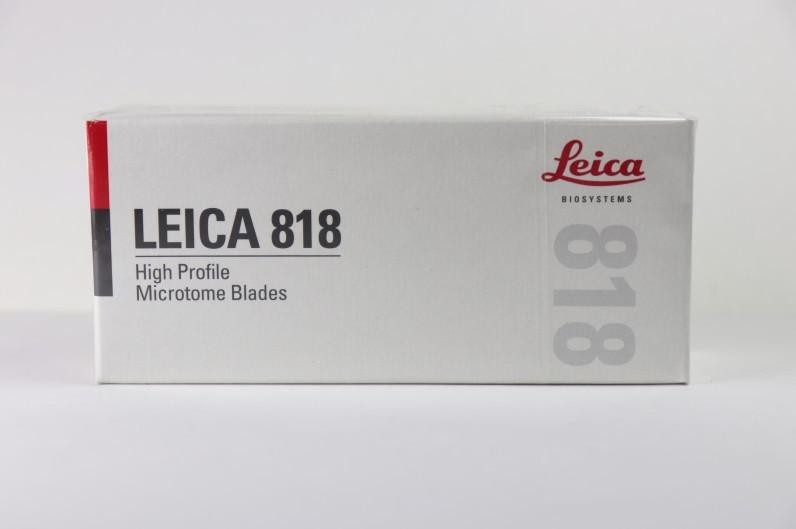 LEICA 818
High Profile
Microtome Blades
Leica
BIOSYSTEMS
818